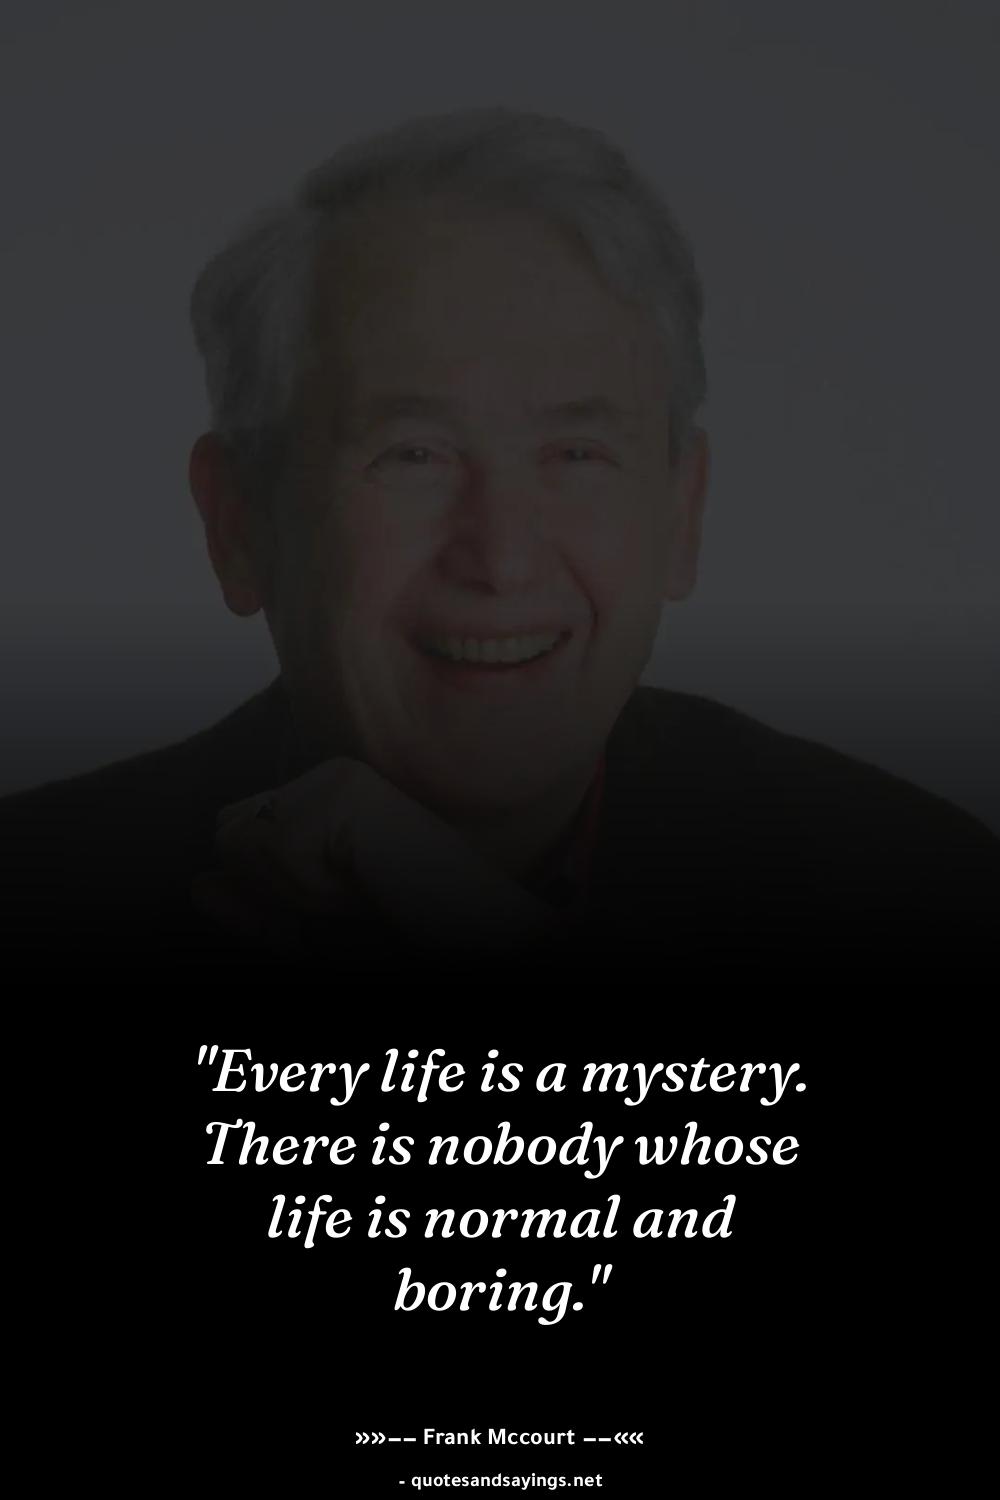 "Every life is a mystery.
There is nobody whose
life is normal and
boring."
»»–– Frank Mccourt ––««
- quotesandsayings.net